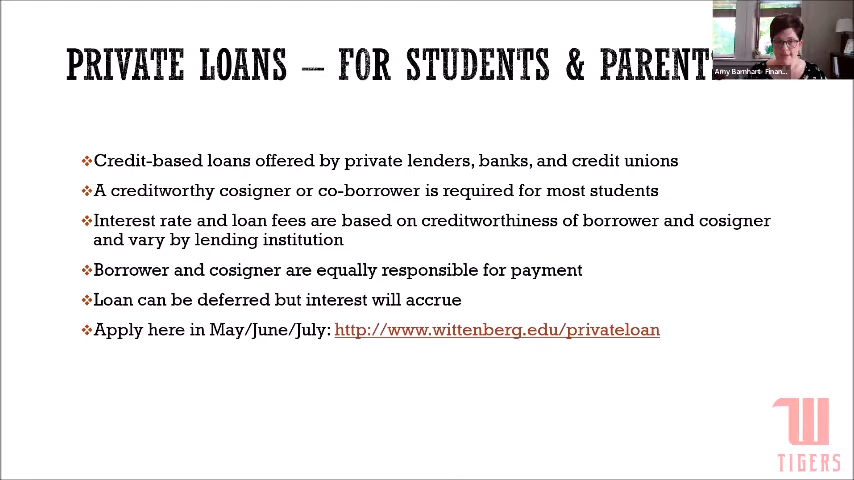 PRIVATE LOANS – FOR STUDENTS & PARENT
Amy Barnhart- Finan...
❖Credit-based loans offered by private lenders, banks, and credit unions
❖A creditworthy cosigner or co-borrower is required for most students
❖Interest rate and loan fees are based on creditworthiness of borrower and cosigner
and vary by lending institution
❖Borrower and cosigner are equally responsible for payment
❖Loan can be deferred but interest will accrue
❖Apply here in May/June/July: http://www.wittenberg.edu/privateloan
W
TIGERS